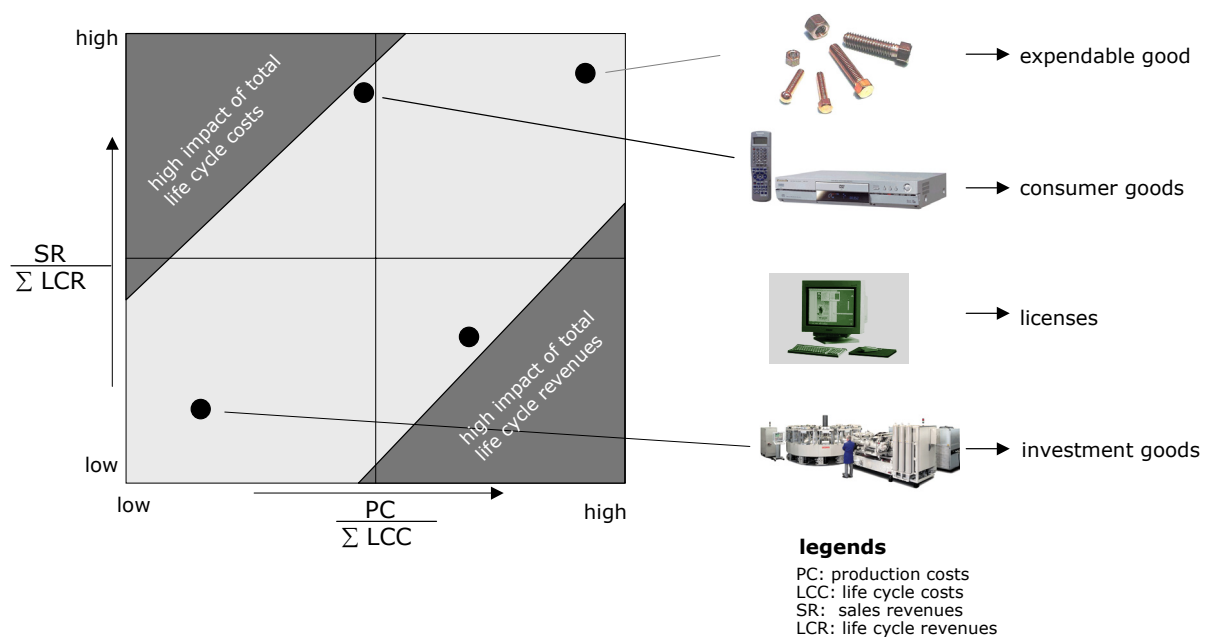 high
high impact of total
life cycle costs
SR
∑ LCR
high impact of total
life cycle revenues
low
low
PC
∑ LCC
high
expendable good
consumer goods
licenses
investment goods
legends
PC: production costs
LCC: life cycle costs
SR: sales revenues
LCR: life cycle revenues